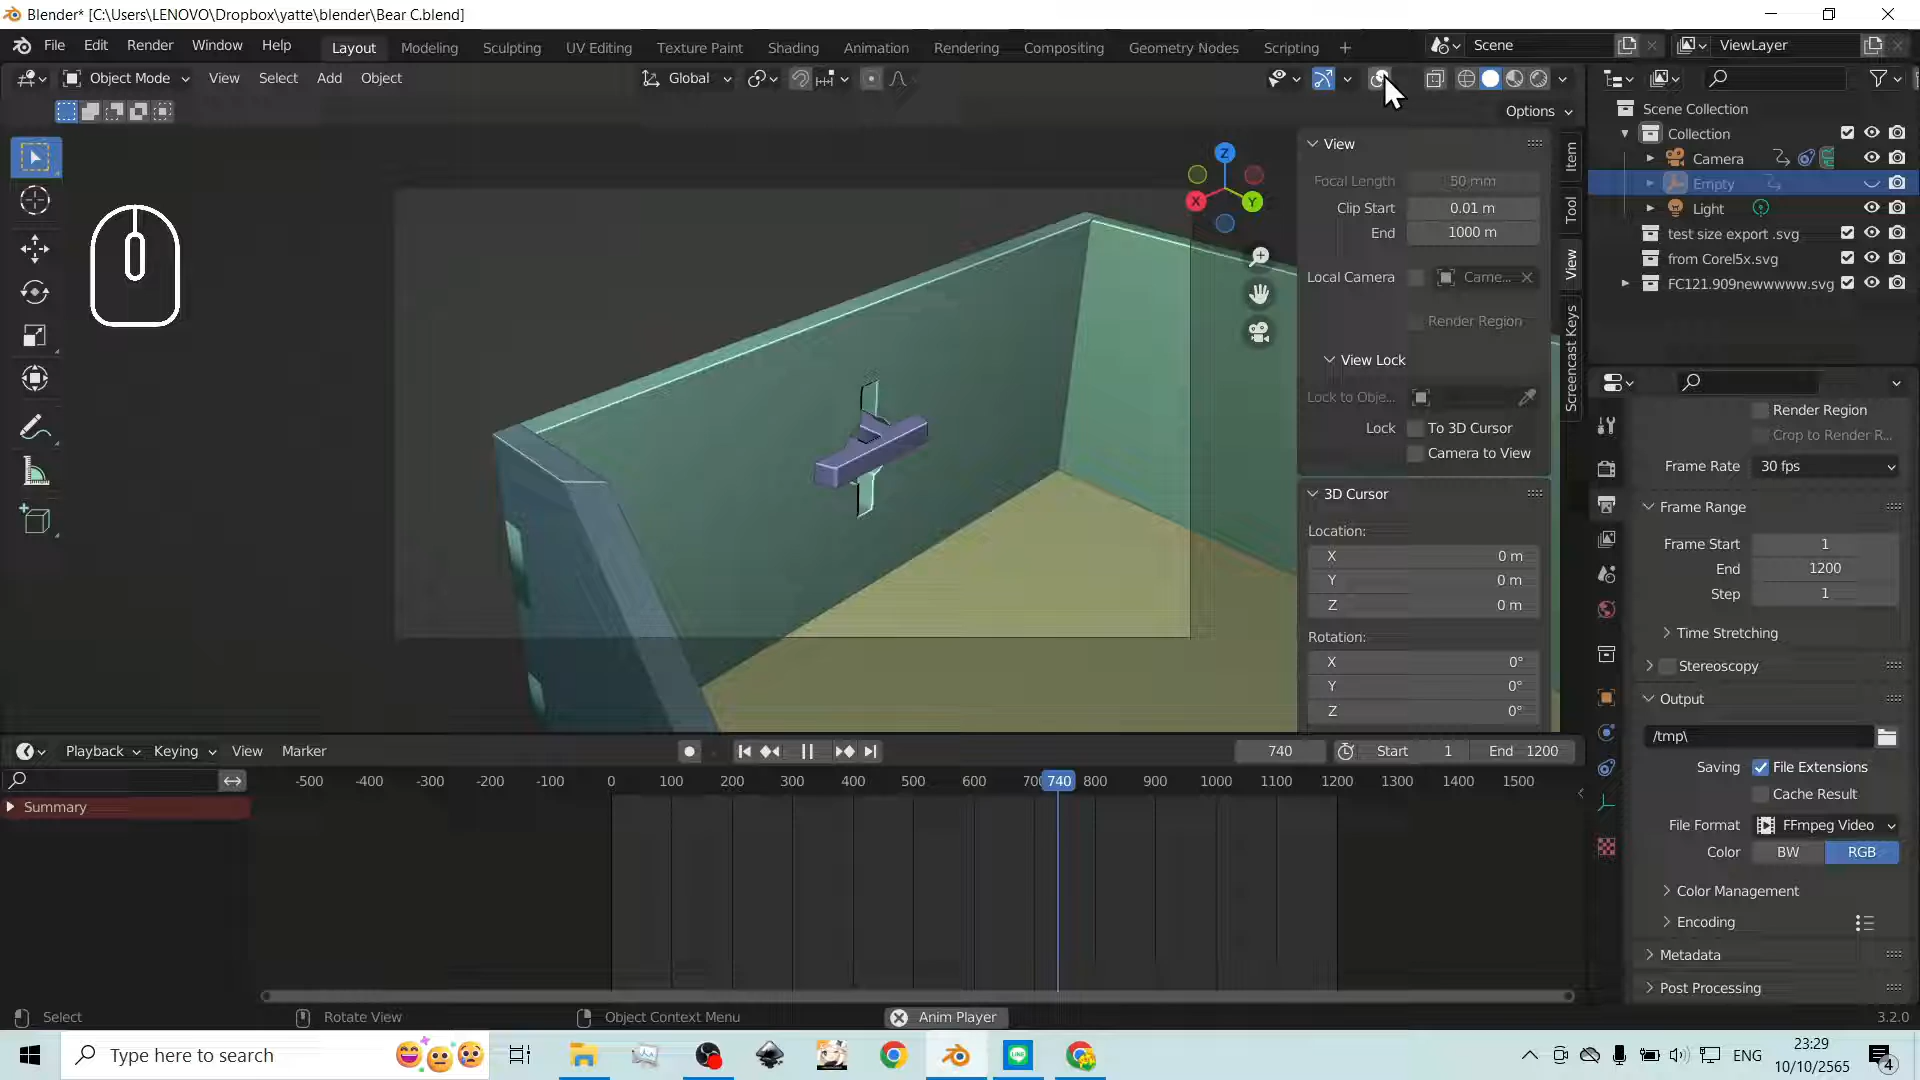 Blender* [C:\Users\LENOVO\Dropbox\yatte\blender\Bear C.blend]
File Edit Render Window Help
Layout Modeling Sculpting UV Editing Texture Paint Shading Animation Rendering Compositing Geometry Nodes Scripting
Scene
ViewLayer
Object Mode View Select Add Object
Global
Options
View
Focal Length 50 mm
Clip Start 0.01 m
End 1000 m
Local Camera Came...
Render Region
View Lock
Lock to Obje...
Lock To 3D Cursor
Camera to View
3D Cursor
Location:
X 0 m
Y 0 m
Z 0 m
Rotation:
X 0°
Y 0°
Z 0°
Item
Tool
View
Screencast Keys
Z
X
Y
Scene Collection
Collection
Camera
Empty
Light
test size export .svg
from Corel5x.svg
FC121.909newwwww.svg
Render Region
Crop to Render R...
Frame Rate 30 fps
Frame Range
Frame Start 1
End 1200
Step 1
Time Stretching
Stereoscopy
Output
/tmp\
Saving File Extensions
Cache Result
File Format FFmpeg Video
Color BW RGB
Color Management
Encoding
Metadata
Post Processing
Playback Keying View Marker
740 Start 1 End 1200
-500 -400 -300 -200 -100 0 100 200 300 400 500 600 700 740 800 900 1000 1100 1200 1300 1400 1500
Summary
Select Rotate View Object Context Menu Anim Player 3.2.0
Type here to search
ENG
23:29
10/10/2565
4